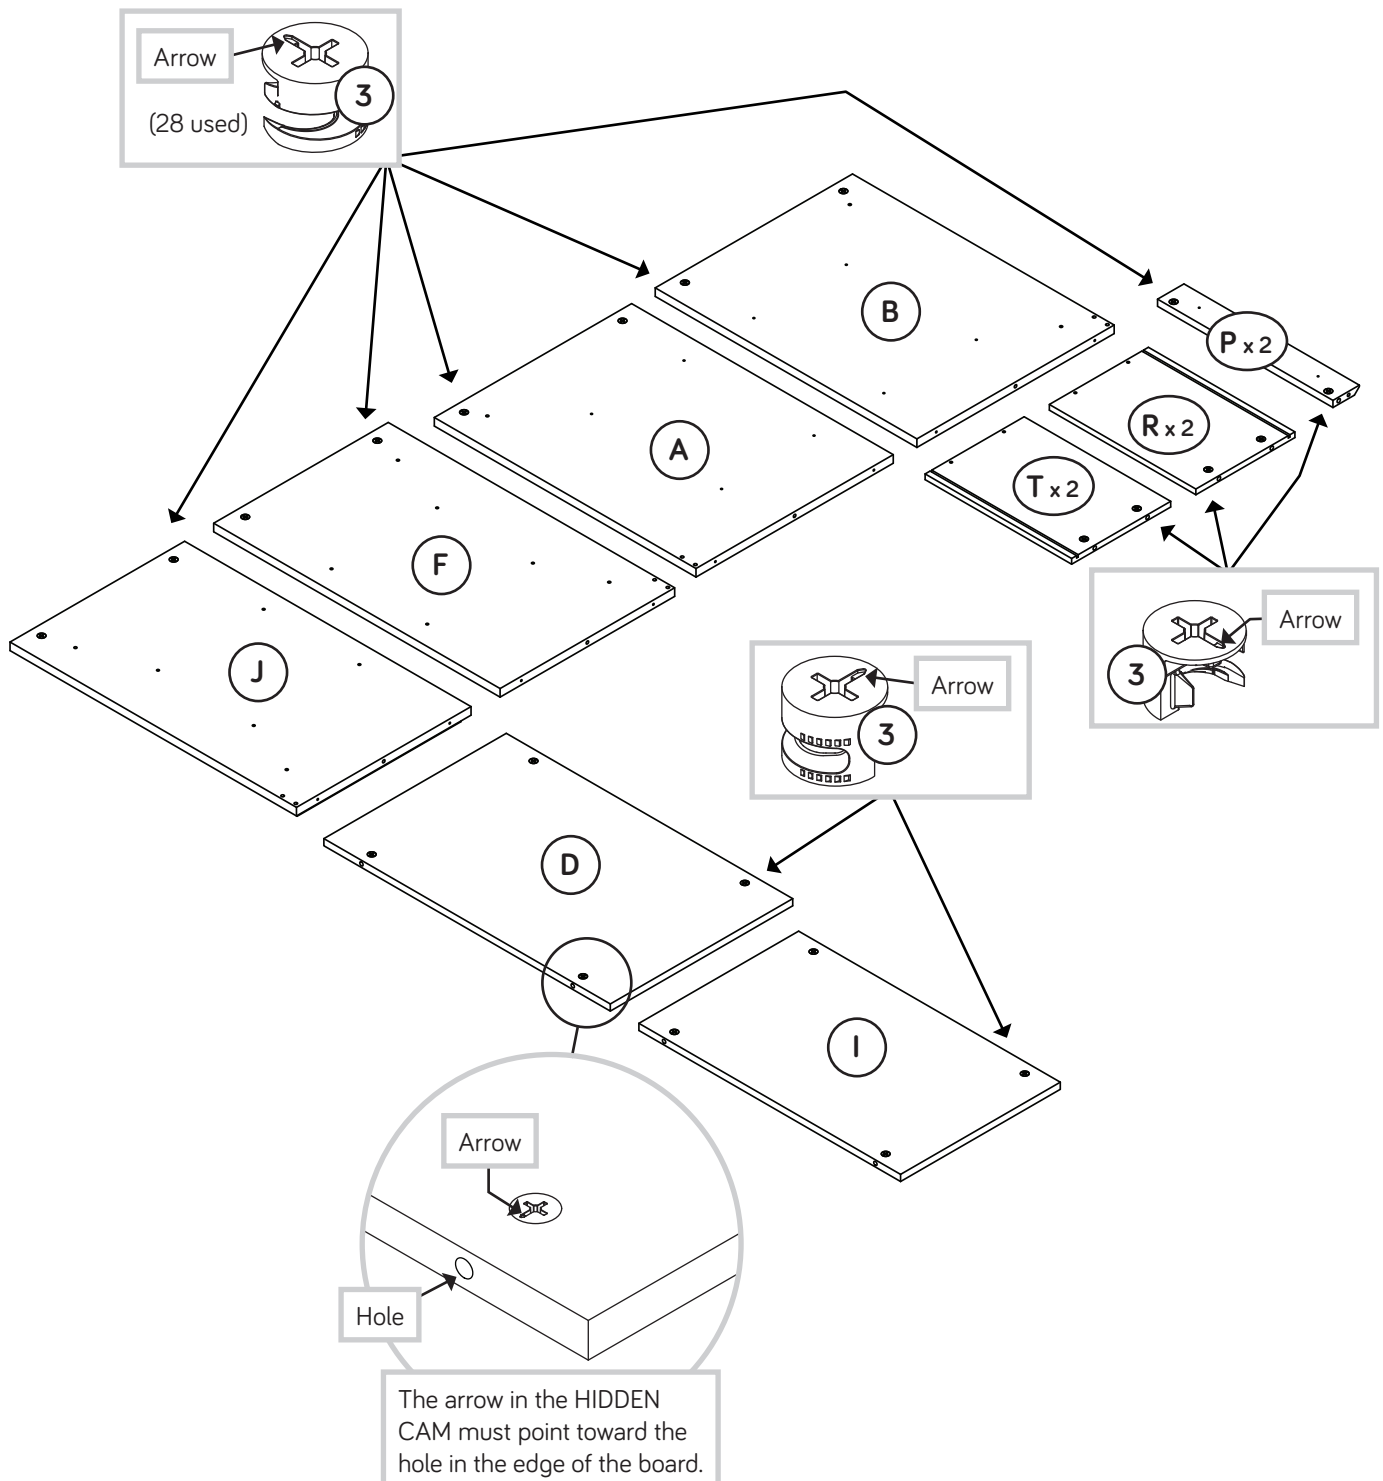 Arrow
3
(28 used)
B
P x 2
A
R x 2
T x 2
F
J
Arrow
3
Arrow
3
D
I
Arrow
Hole
The arrow in the HIDDEN
CAM must point toward the
hole in the edge of the board.